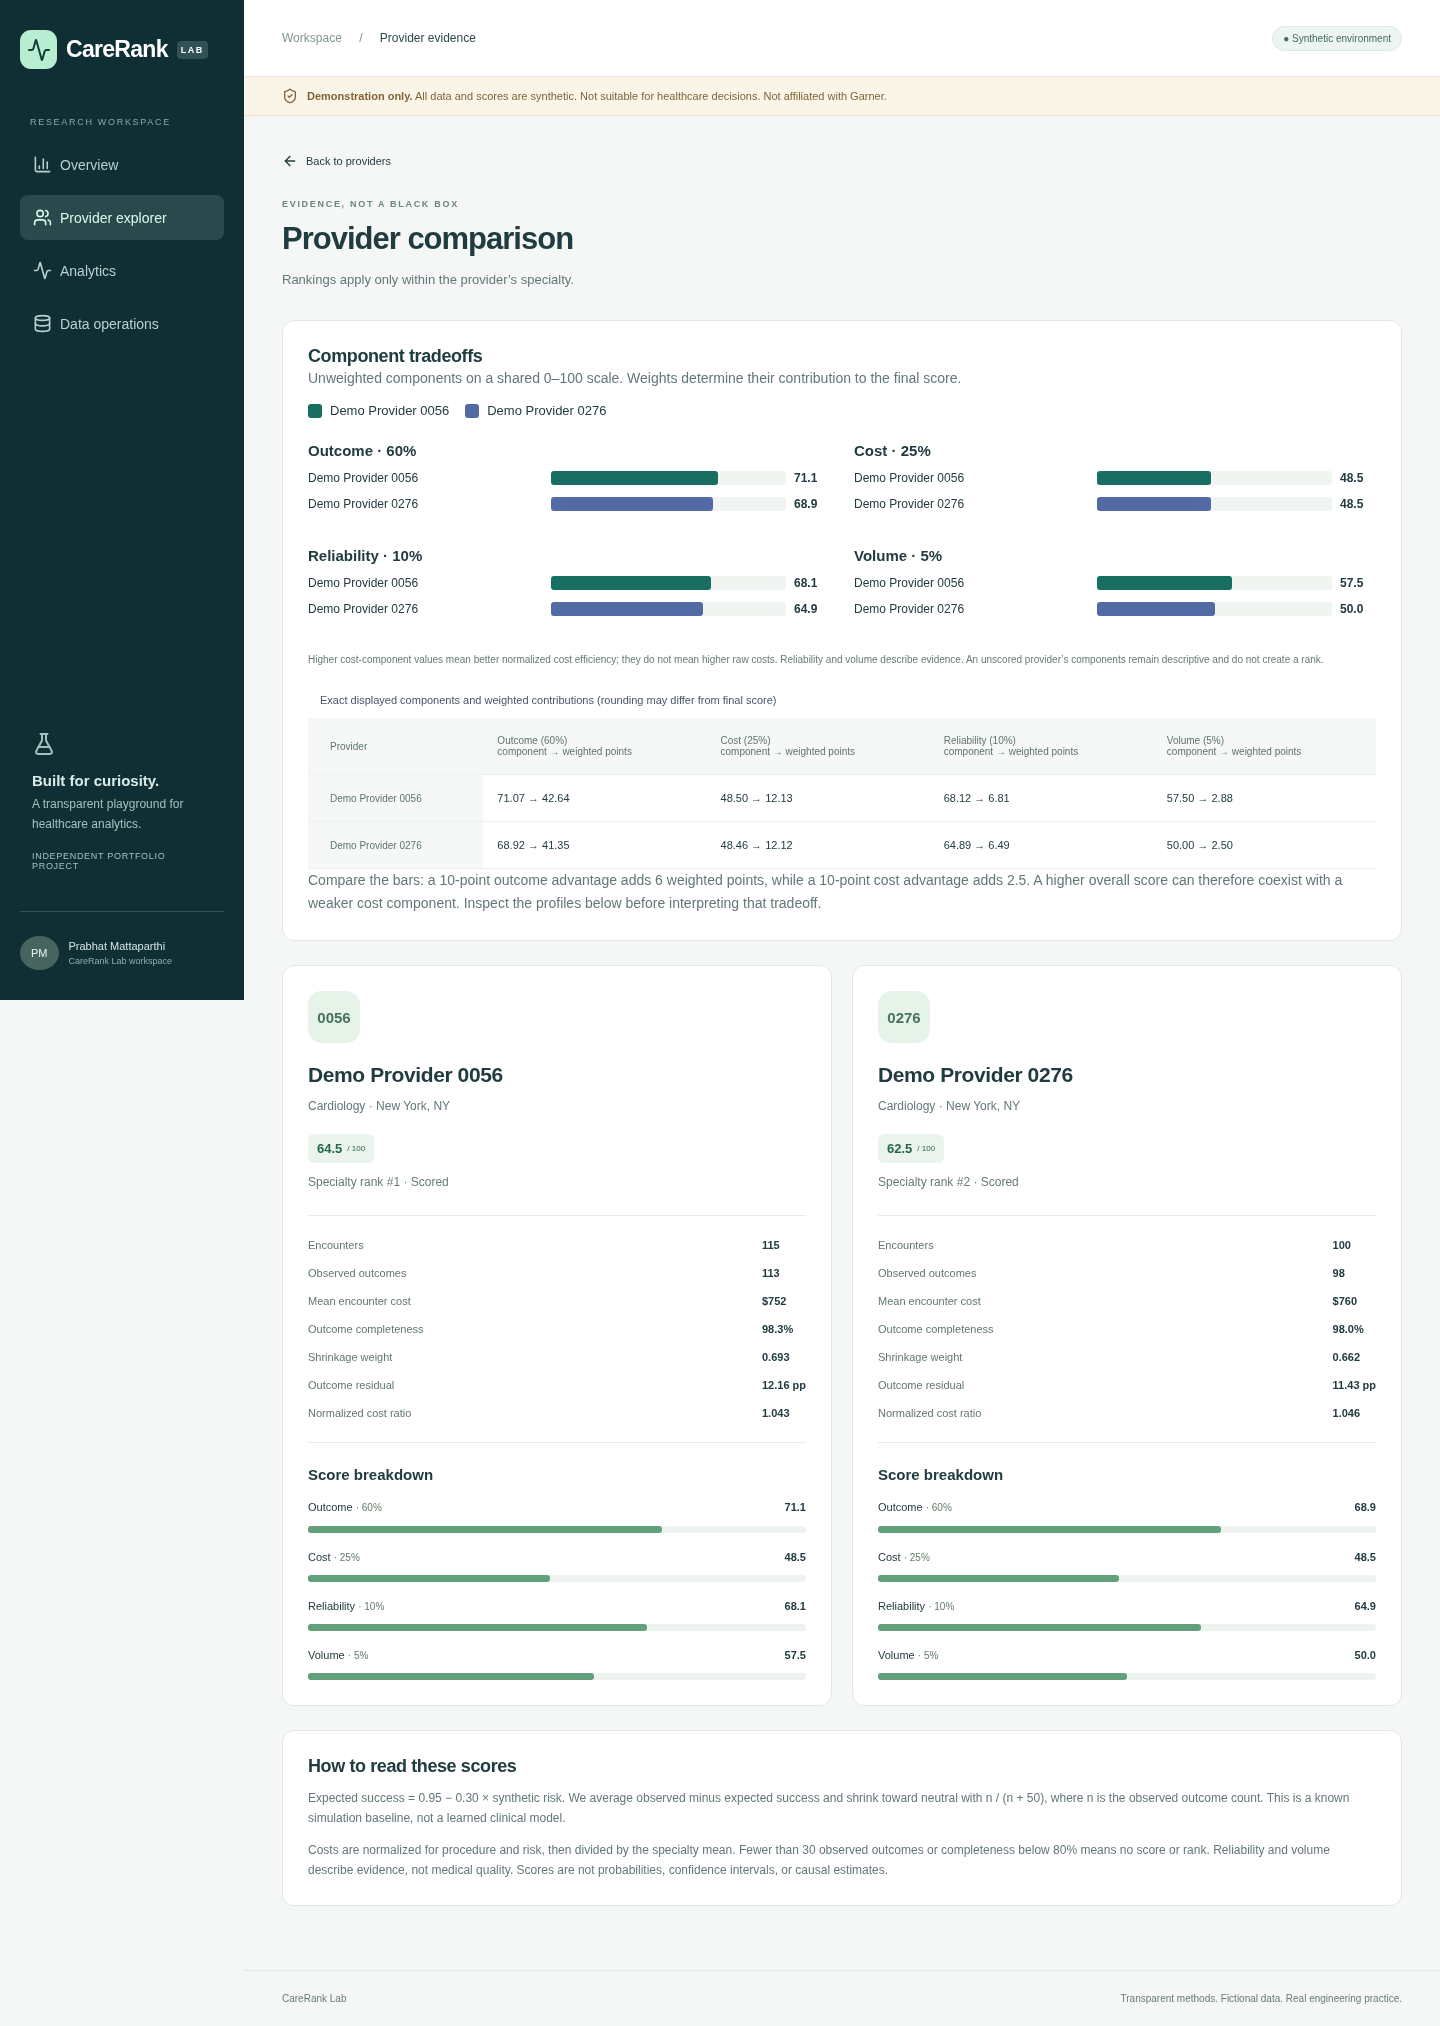 CareRank LAB
RESEARCH WORKSPACE
Overview
Provider explorer
Analytics
Data operations
Built for curiosity.
A transparent playground for
healthcare analytics.
INDEPENDENT PORTFOLIO
PROJECT
PM
Prabhat Mattaparthi
CareRank Lab workspace
Workspace / Provider evidence
● Synthetic environment
Demonstration only. All data and scores are synthetic. Not suitable for healthcare decisions. Not affiliated with Garner.
← Back to providers
EVIDENCE, NOT A BLACK BOX
Provider comparison
Rankings apply only within the provider’s specialty.
Component tradeoffs
Unweighted components on a shared 0–100 scale. Weights determine their contribution to the final score.
Demo Provider 0056 Demo Provider 0276
Outcome · 60%
Demo Provider 0056 71.1
Demo Provider 0276 68.9
Cost · 25%
Demo Provider 0056 48.5
Demo Provider 0276 48.5
Reliability · 10%
Demo Provider 0056 68.1
Demo Provider 0276 64.9
Volume · 5%
Demo Provider 0056 57.5
Demo Provider 0276 50.0
Higher cost-component values mean better normalized cost efficiency; they do not mean higher raw costs. Reliability and volume describe evidence. An unscored provider’s components remain descriptive and do not create a rank.
Exact displayed components and weighted contributions (rounding may differ from final score)
Provider
Outcome (60%)
component → weighted points
Cost (25%)
component → weighted points
Reliability (10%)
component → weighted points
Volume (5%)
component → weighted points
Demo Provider 0056 71.07 → 42.64 48.50 → 12.13 68.12 → 6.81 57.50 → 2.88
Demo Provider 0276 68.92 → 41.35 48.46 → 12.12 64.89 → 6.49 50.00 → 2.50
Compare the bars: a 10-point outcome advantage adds 6 weighted points, while a 10-point cost advantage adds 2.5. A higher overall score can therefore coexist with a
weaker cost component. Inspect the profiles below before interpreting that tradeoff.
0056
Demo Provider 0056
Cardiology · New York, NY
64.5 / 100
Specialty rank #1 · Scored
Encounters 115
Observed outcomes 113
Mean encounter cost $752
Outcome completeness 98.3%
Shrinkage weight 0.693
Outcome residual 12.16 pp
Normalized cost ratio 1.043
Score breakdown
Outcome · 60% 71.1
Cost · 25% 48.5
Reliability · 10% 68.1
Volume · 5% 57.5
0276
Demo Provider 0276
Cardiology · New York, NY
62.5 / 100
Specialty rank #2 · Scored
Encounters 100
Observed outcomes 98
Mean encounter cost $760
Outcome completeness 98.0%
Shrinkage weight 0.662
Outcome residual 11.43 pp
Normalized cost ratio 1.046
Score breakdown
Outcome · 60% 68.9
Cost · 25% 48.5
Reliability · 10% 64.9
Volume · 5% 50.0
How to read these scores
Expected success = 0.95 − 0.30 × synthetic risk. We average observed minus expected success and shrink toward neutral with n / (n + 50), where n is the observed outcome count. This is a known
simulation baseline, not a learned clinical model.
Costs are normalized for procedure and risk, then divided by the specialty mean. Fewer than 30 observed outcomes or completeness below 80% means no score or rank. Reliability and volume
describe evidence, not medical quality. Scores are not probabilities, confidence intervals, or causal estimates.
CareRank Lab
Transparent methods. Fictional data. Real engineering practice.